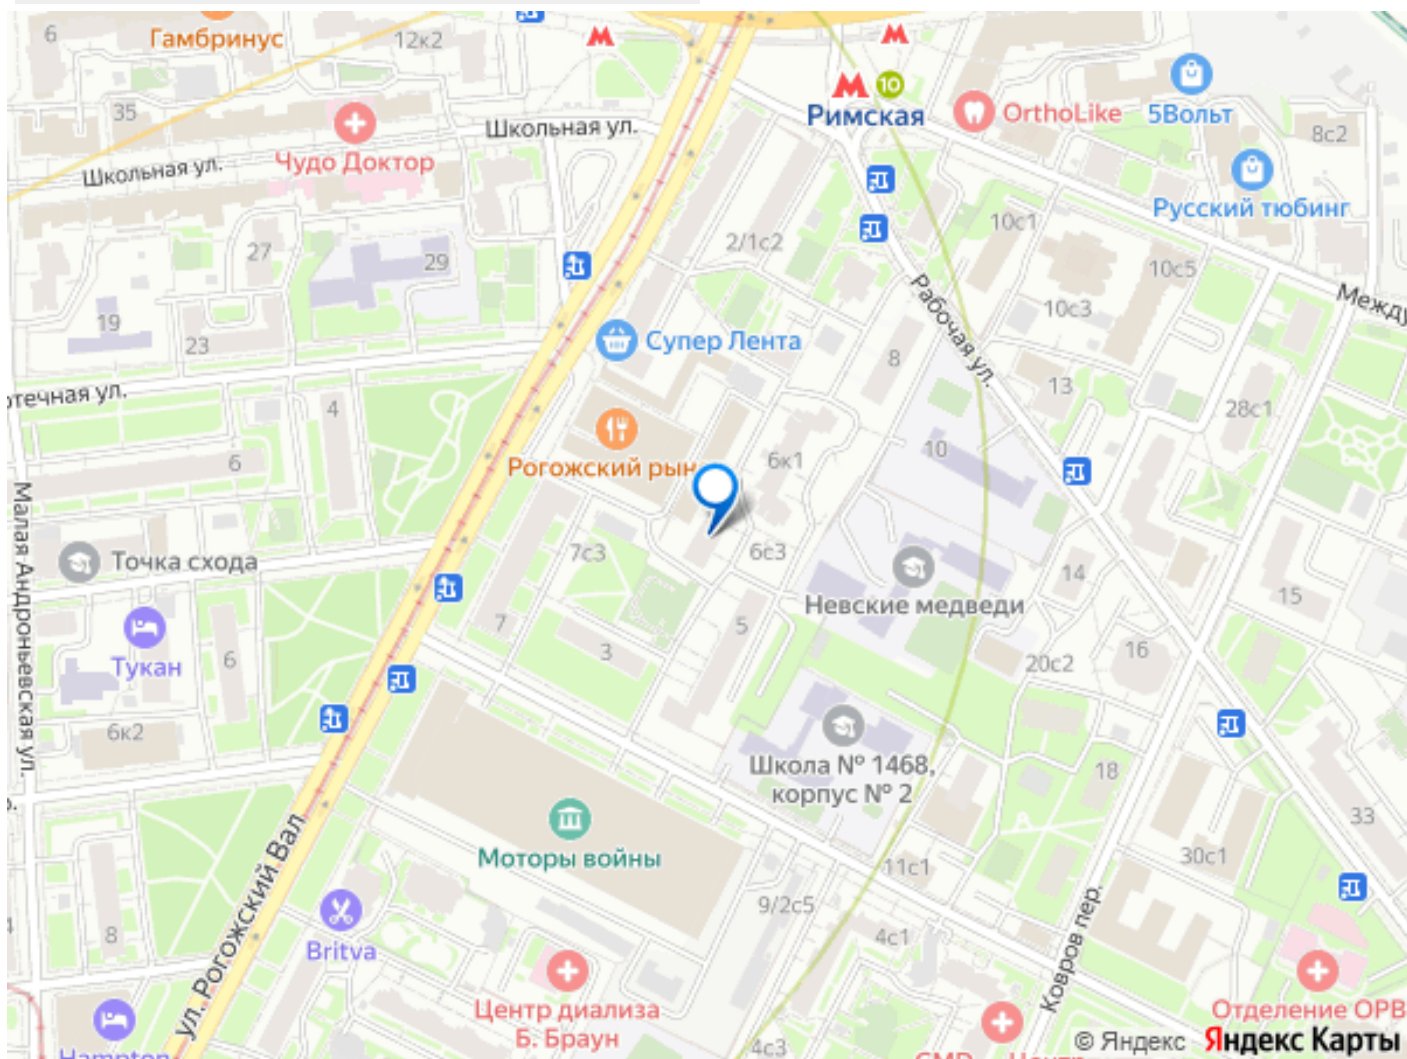 6
Гамбринус
12к2
35
Школьная ул.
Римская
10
OrthoLike
5Вольт
8с2
Чудо Доктор
Школьная ул.
Русский тюбинг
27
29
2/1с2
10с1
10с5
10с3
Рабочая ул.
Между
19
23
Супер Лента
8
13
28с1
4
Рогожский рын
6к1
10
6
Малая Андроньевская ул.
Точка схода
7с3
6с3
Невские медведи
14
15
Тукан
6
7
3
5
20с2
16
6к2
Школа № 1468,
корпус № 2
18
33
Моторы войны
30с1
11с1
ул. Рогожский Вал
Britva
9/2с5
4с1
Ковров пер.
8
Центр диализа
Б. Браун
Отделение ОРВ
Hampton
4с3
© Яндекс
Яндекс Карты